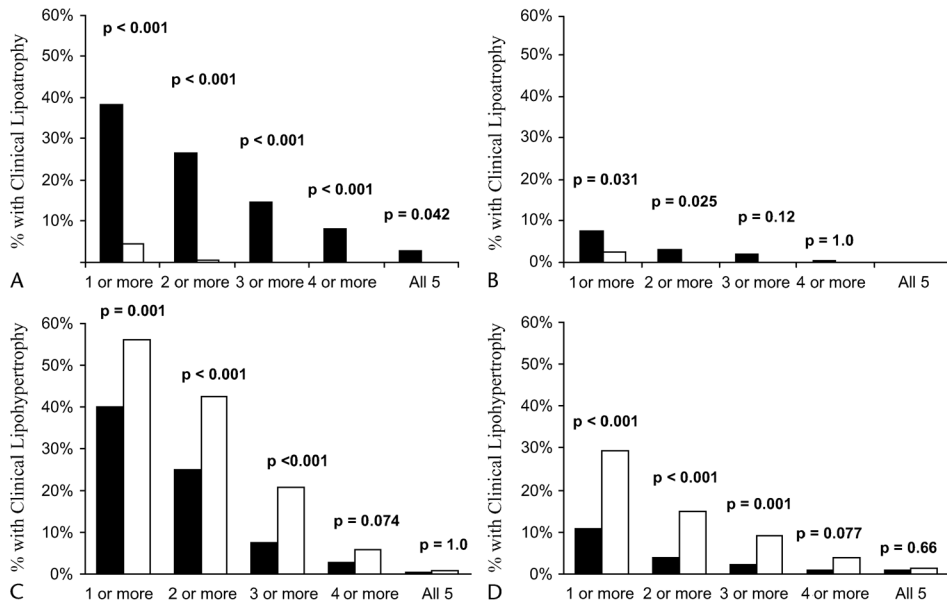 % with Clinical Lipoatrophy
60%
50%
40%
30%
20%
10%
p < 0.001
p < 0.001
p < 0.001
p < 0.001
p = 0.042
1 or more
2 or more
3 or more
4 or more
All 5
A
% with Clinical Lipoatrophy
60%
50%
40%
30%
20%
10%
0%
p = 0.031
p = 0.025
p = 0.12
p = 1.0
1 or more
2 or more
3 or more
4 or more
All 5
B
% with Clinical Lipohypertrophy
60%
50%
40%
30%
20%
10%
0%
p = 0.001
p < 0.001
p <0.001
p = 0.074
p = 1.0
1 or more
2 or more
3 or more
4 or more
All 5
C
% with Clinical Lipohypertrophy
60%
50%
40%
30%
20%
10%
0%
p < 0.001
p < 0.001
p = 0.001
p = 0.077
p = 0.66
1 or more
2 or more
3 or more
4 or more
All 5
D